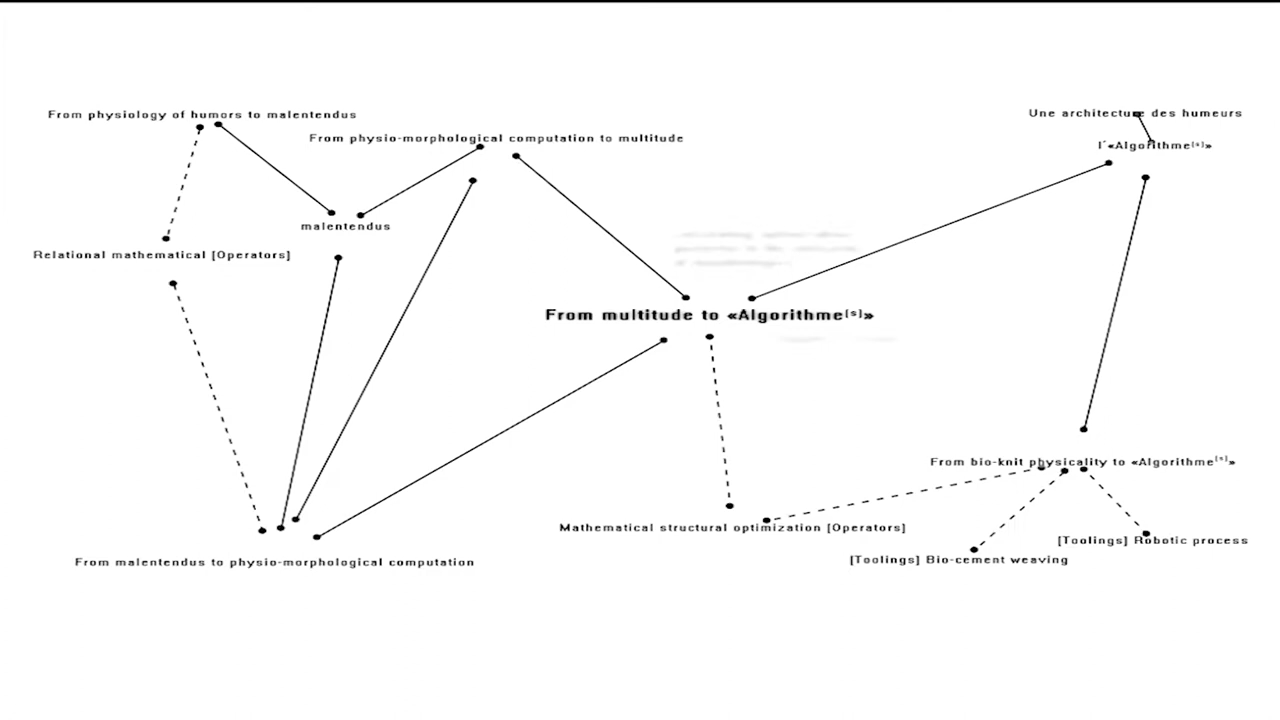 From physiology of humors to malentendus
Une architecture des humeurs
From physio-morphological computation to multitude
l'«Algorithme[s]»
malentendus
Relational mathematical [Operators]
From multitude to «Algorithme[s]»
From bio-knit physicality to «Algorithme[s]»
Mathematical structural optimization [Operators]
[Toolings] Robotic process
[Toolings] Bio-cement weaving
From malentendus to physio-morphological computation